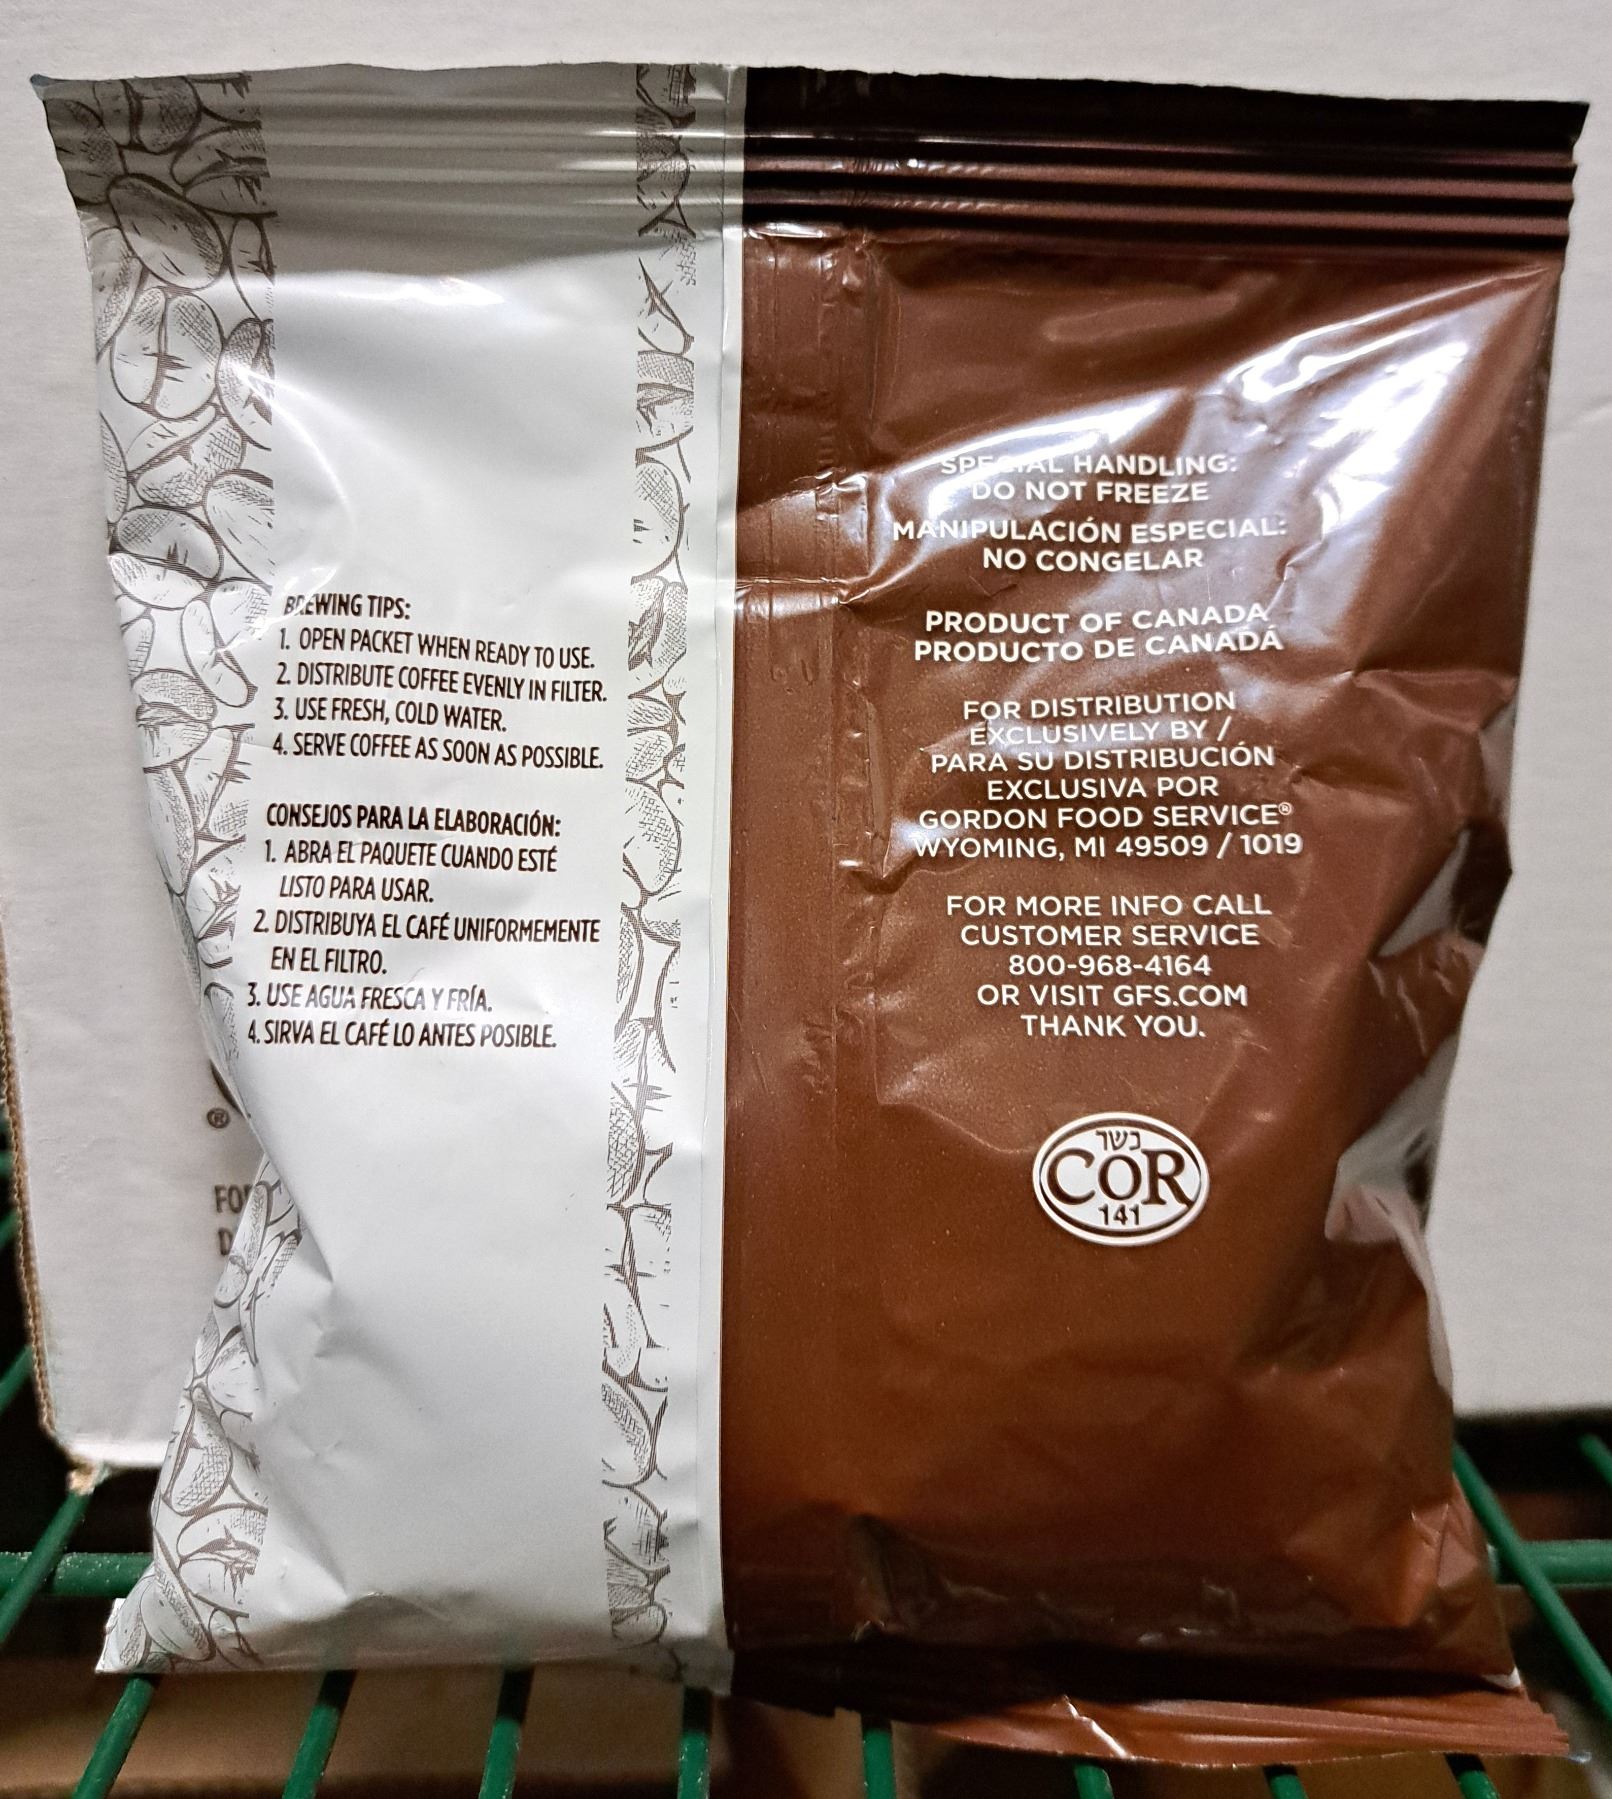 BREWING TIPS:
1. OPEN PACKET WHEN READY TO USE.
2. DISTRIBUTE COFFEE EVENLY IN FILTER.
3. USE FRESH, COLD WATER.
4. SERVE COFFEE AS SOON AS POSSIBLE.
CONSEJOS PARA LA ELABORACIÓN:
1. ABRA EL PAQUETE CUANDO ESTÉ
LISTO PARA USAR.
2. DISTRIBUYA EL CAFÉ UNIFORMEMENTE
EN EL FILTRO.
3. USE AGUA FRESCA Y FRÍA.
4. SIRVA EL CAFÉ LO ANTES POSIBLE.
SPECIAL HANDLING:
DO NOT FREEZE
MANIPULACIÓN ESPECIAL:
NO CONGELAR
PRODUCT OF CANADA
PRODUCTO DE CANADÁ
FOR DISTRIBUTION
EXCLUSIVELY BY /
PARA SU DISTRIBUCIÓN
EXCLUSIVA POR
GORDON FOOD SERVICE®
WYOMING, MI 49509 / 1019
FOR MORE INFO CALL
CUSTOMER SERVICE
800-968-4164
OR VISIT GFS.COM
THANK YOU.
כשר
COR
141
®